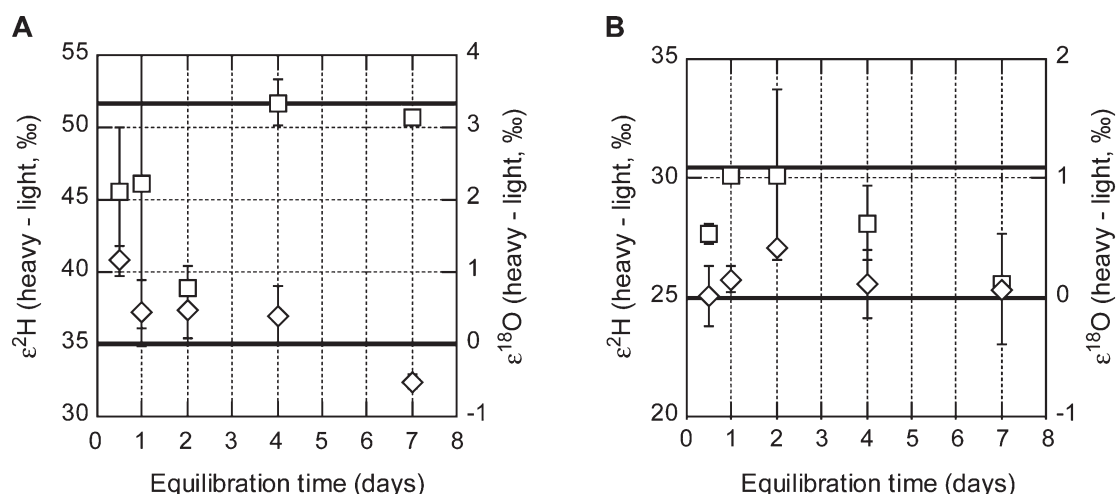 A
B
55
50
45
40
35
30
4
3
2
1
0
-1
0 1 2 3 4 5 6 7 8
ε²H (heavy - light, ‰)
ε¹⁸O (heavy - light, ‰)
Equilibration time (days)
35
30
25
20
2
1
0
-1
0 1 2 3 4 5 6 7 8
ε²H (heavy - light, ‰)
ε¹⁸O (heavy - light, ‰)
Equilibration time (days)